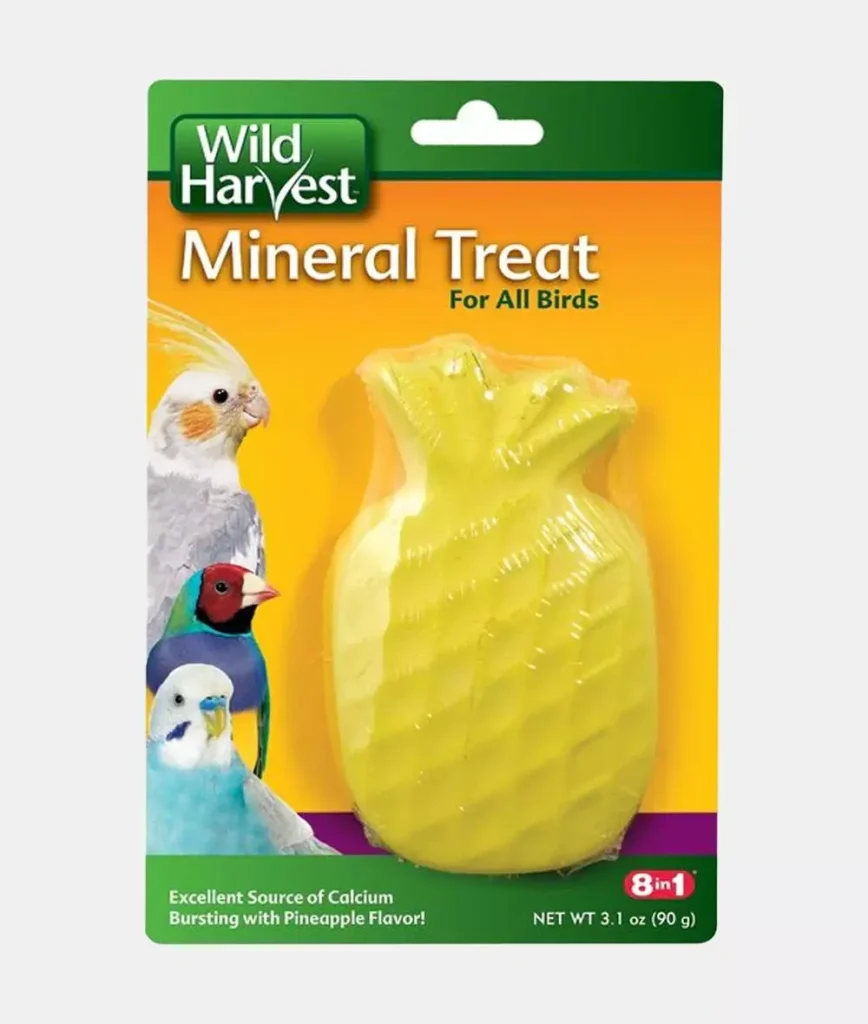 Wild
Harvest™
Mineral Treat
For All Birds
8in1
Excellent Source of Calcium
Bursting with Pineapple Flavor!
NET WT 3.1 oz (90 g)